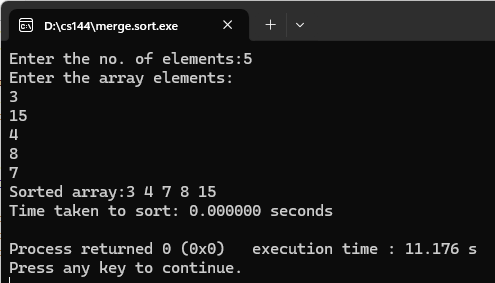 D:\cs144\merge.sort.exe
Enter the no. of elements:5
Enter the array elements:
3
15
4
8
7
Sorted array:3 4 7 8 15
Time taken to sort: 0.000000 seconds
Process returned 0 (0x0)   execution time : 11.176 s
Press any key to continue.